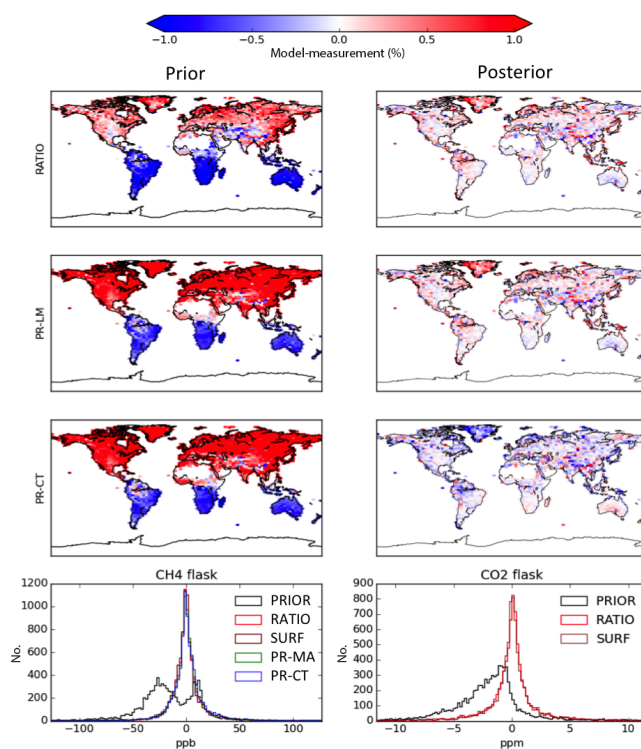 −1.0 −0.5 0.0 0.5 1.0
Model-measurement (%)
Prior Posterior
RATIO
PR-LM
PR-CT
CH4 flask
1200
1000
800
600
400
200
0
No.
PRIOR
RATIO
SURF
PR-MA
PR-CT
−100 −50 0 50 100
ppb
CO2 flask
900
800
700
600
500
400
300
200
100
0
No.
PRIOR
RATIO
SURF
−10 −5 0 5 10
ppm